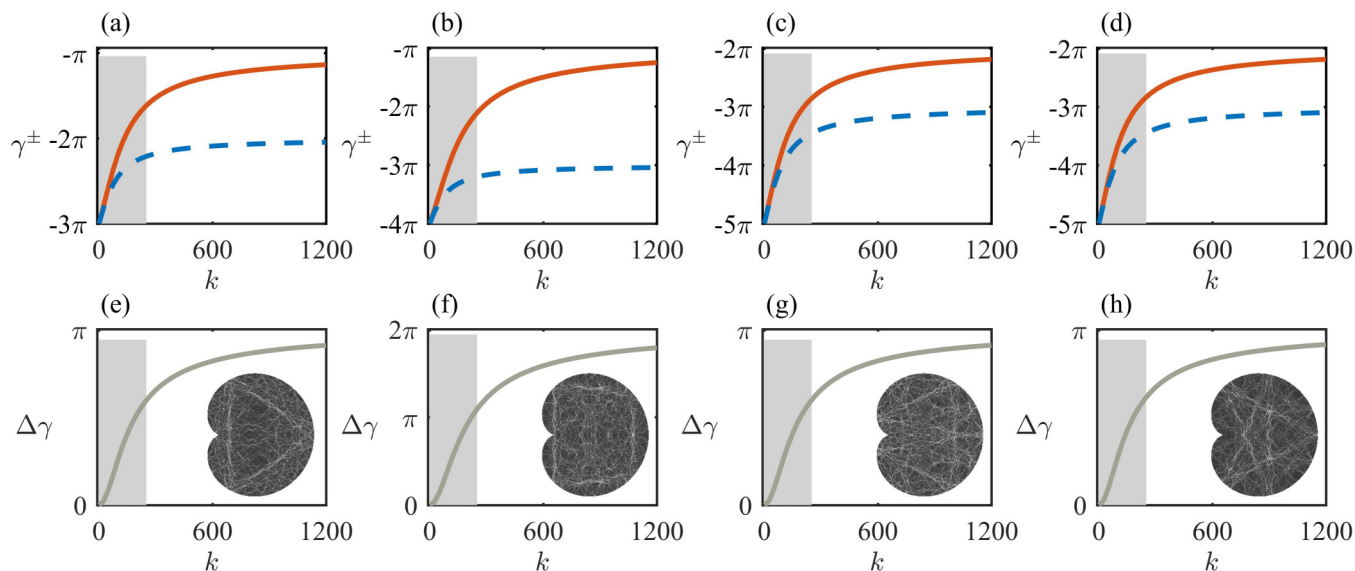 (a) (b) (c) (d)
-π -π -2π -2π
-2π -2π -3π -3π
γ± γ± γ± γ±
-3π -4π -4π
-3π -4π -5π -5π
0 600 1200 0 600 1200 0 600 1200 0 600 1200
k k k k
(e) (f) (g) (h)
π 2π π π
Δγ Δγ π Δγ Δγ
0 0 0 0
0 600 1200 0 600 1200 0 600 1200 0 600 1200
k k k k